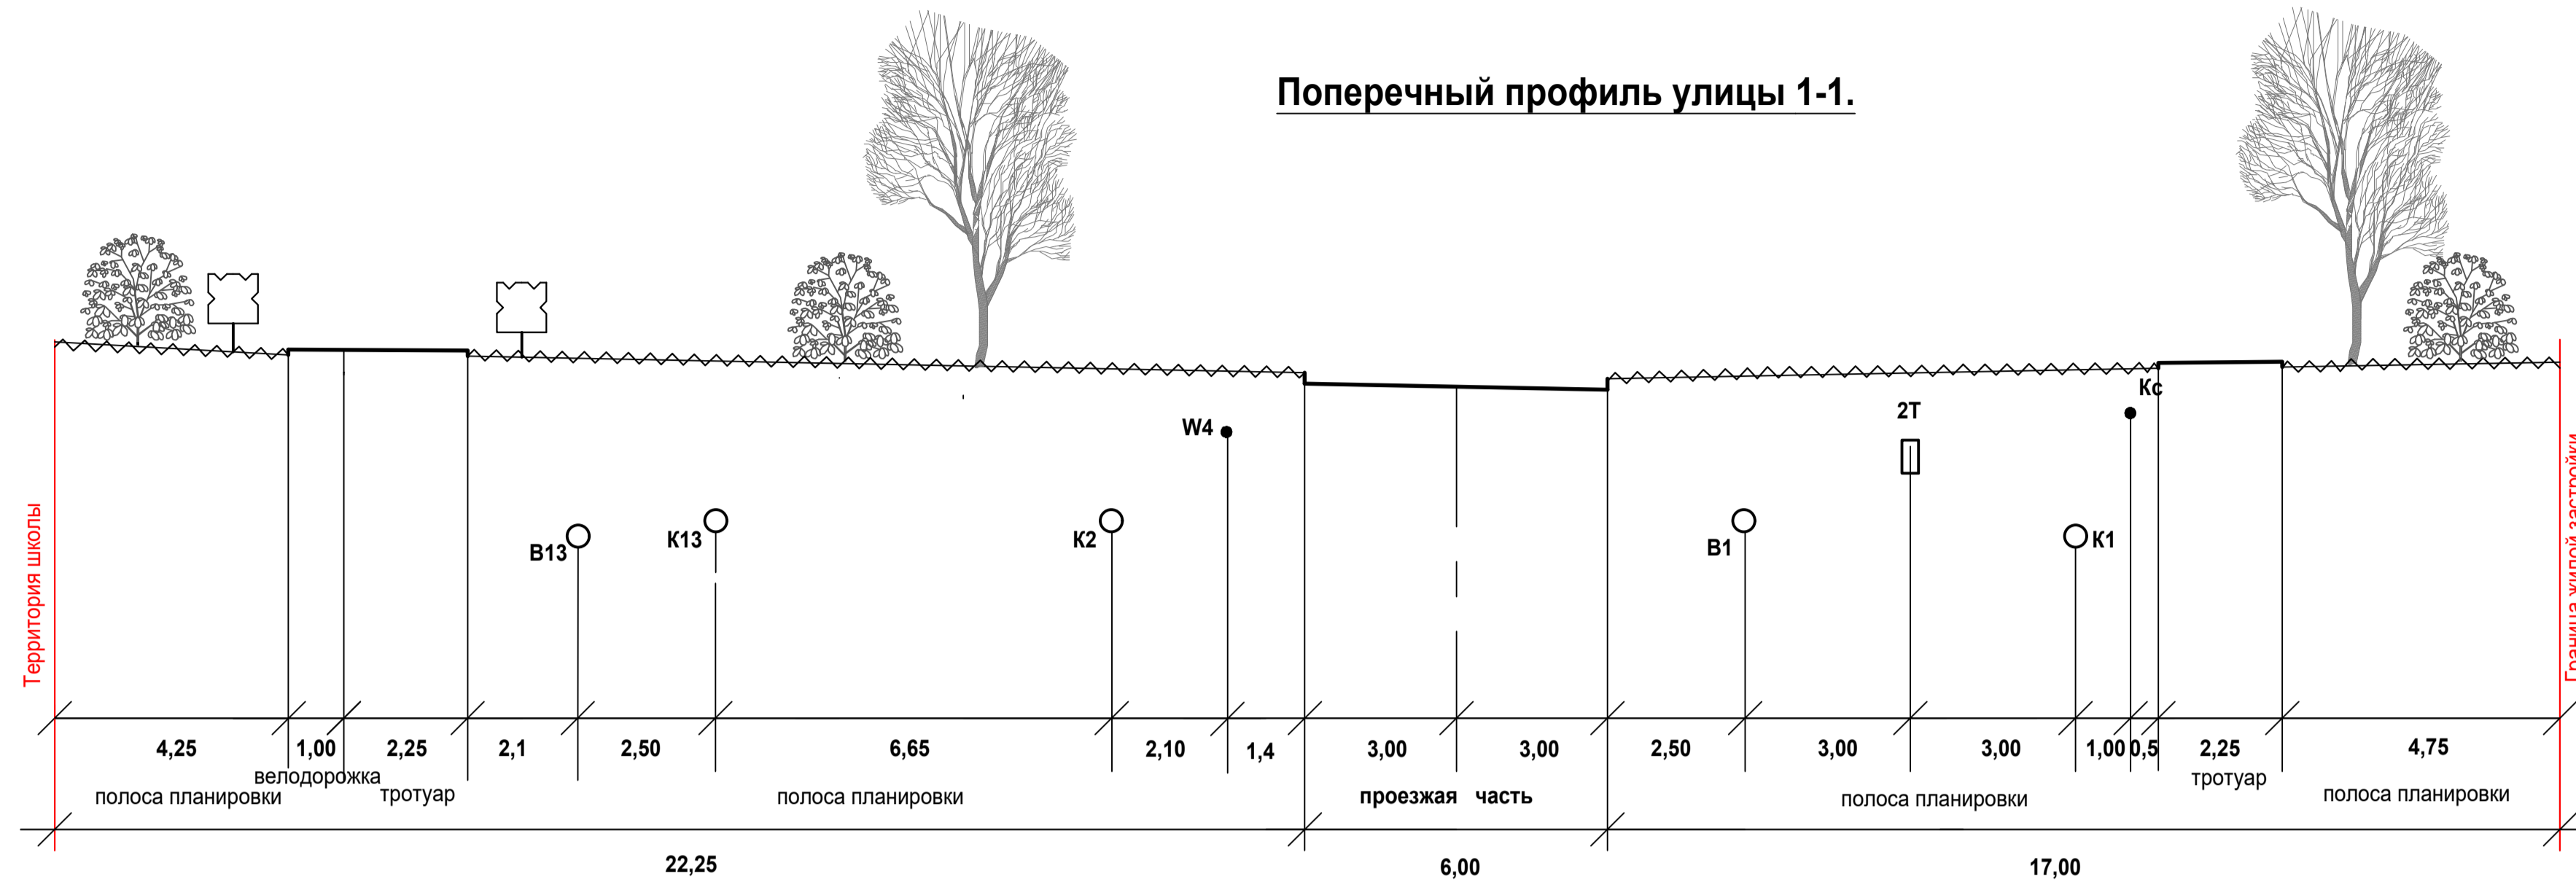 Поперечный профиль улицы 1-1.
Кс
2Т
W4
В13
К13
К2
В1
К1
Территория школы
Граница жилой застройки
4,25
1,00
2,25
2,1
2,50
6,65
2,10
1,4
3,00
3,00
2,50
3,00
3,00
1,00
0,5
2,25
4,75
велодорожка
тротуар
полоса планировки
тротуар
полоса планировки
проезжая часть
полоса планировки
полоса планировки
22,25
6,00
17,00